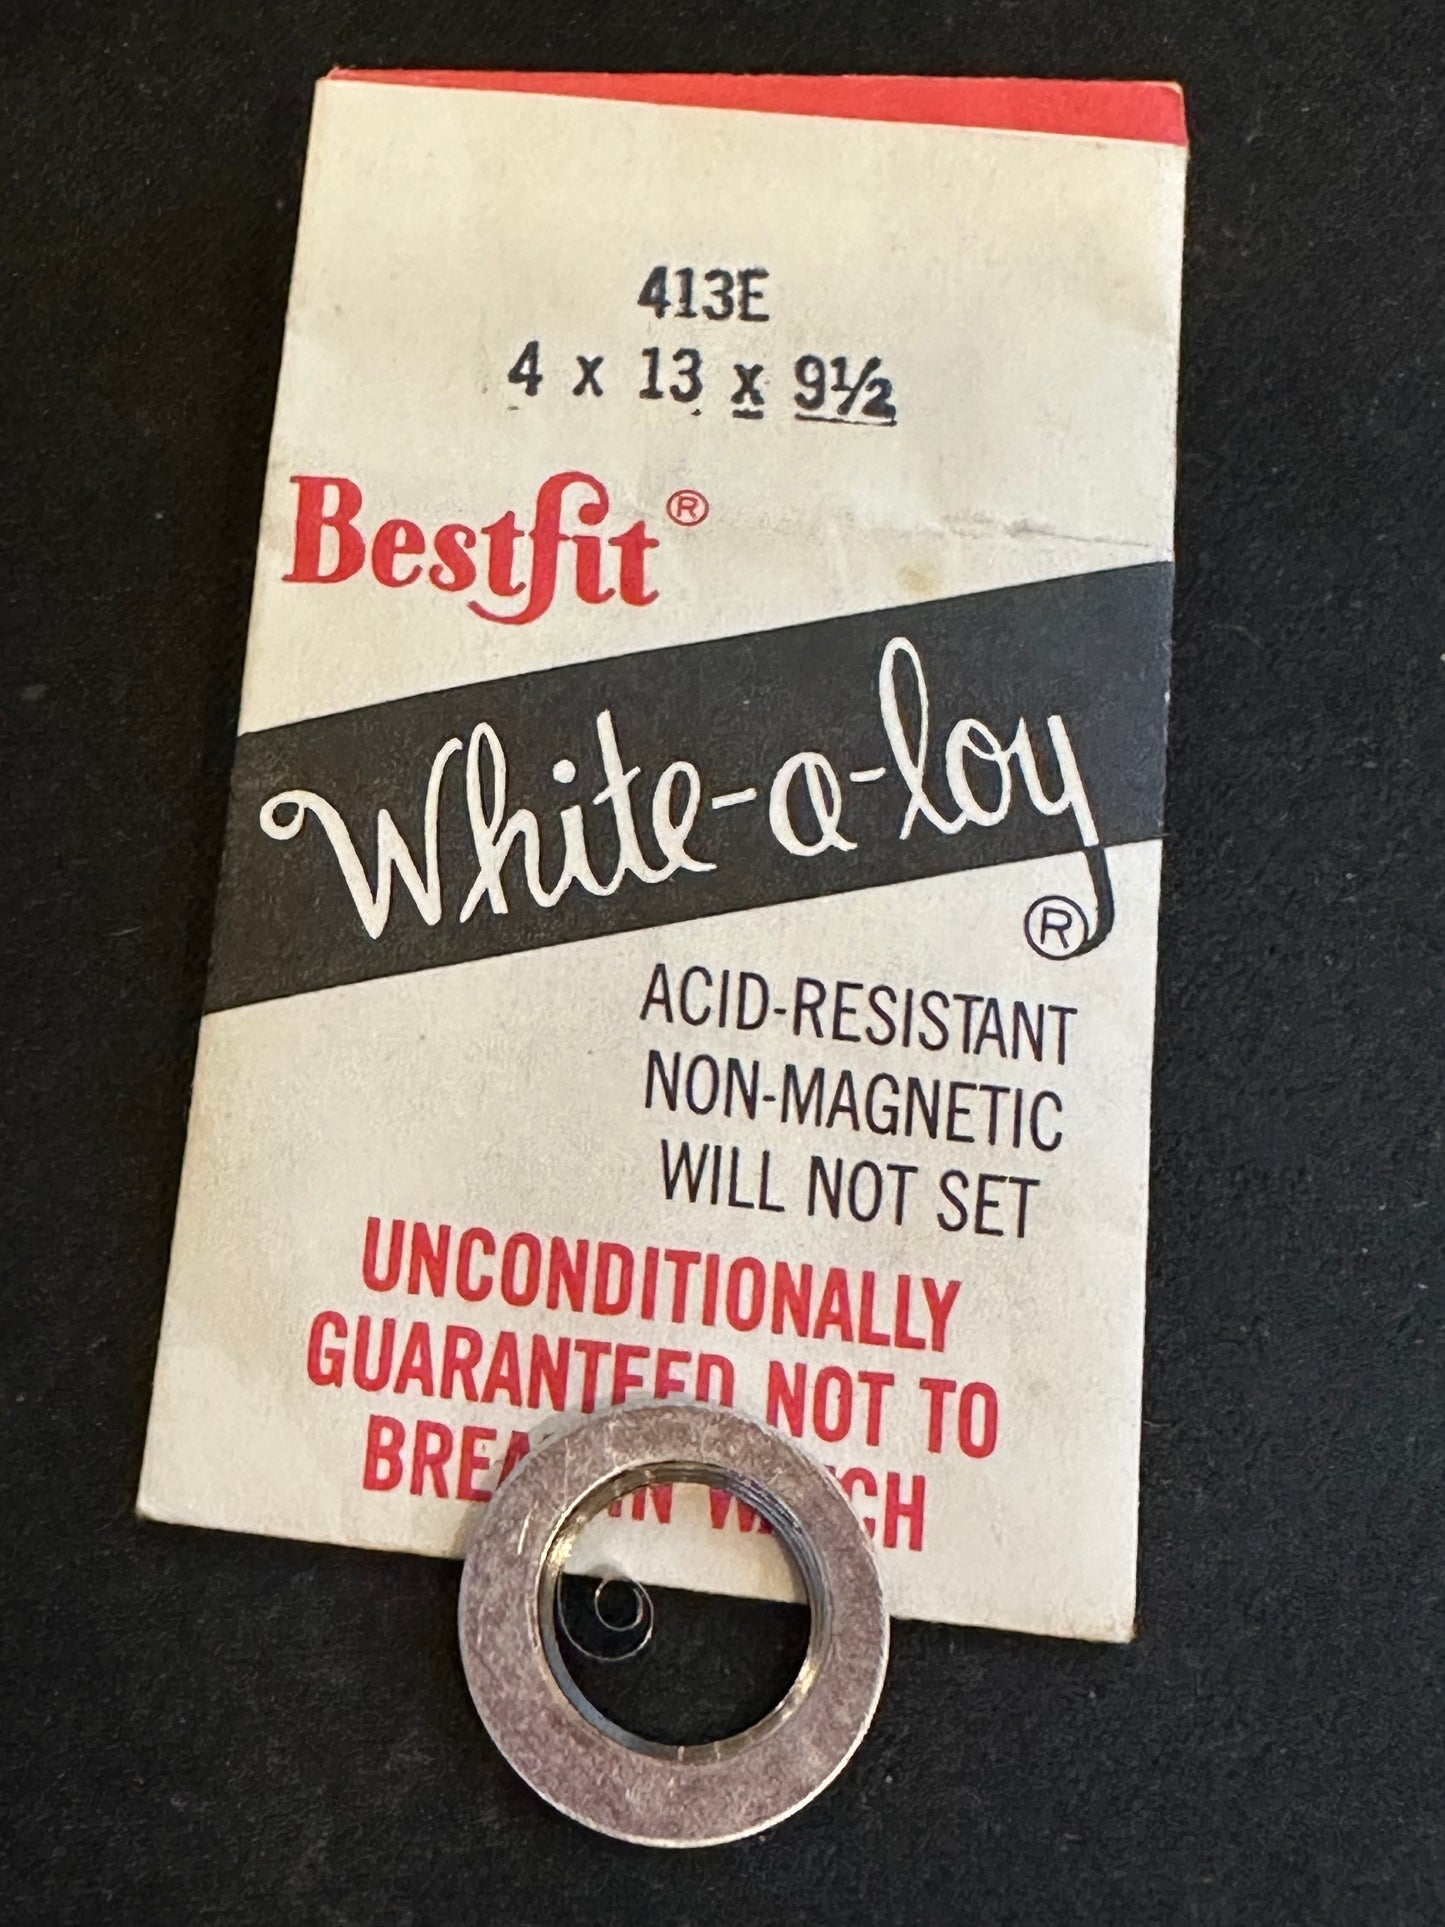 413E
4 x 13 x 9½
Bestfit®
White-a-loy
®
ACID-RESISTANT
NON-MAGNETIC
WILL NOT SET
UNCONDITIONALLY
GUARANTEED NOT TO
IN